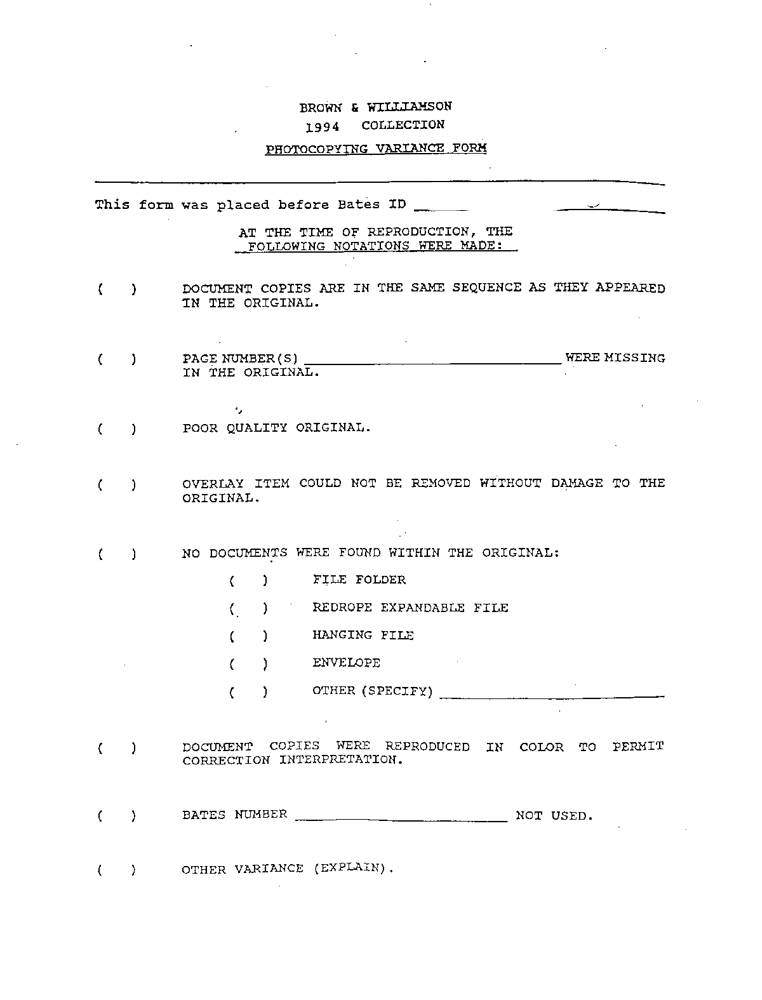 BROWN & WILLIAMSON
1994 COLLECTION
PHOTOCOPYING VARIANCE FORM
This form was placed before Bates ID ______ ______
AT THE TIME OF REPRODUCTION, THE
FOLLOWING NOTATIONS WERE MADE:
( ) DOCUMENT COPIES ARE IN THE SAME SEQUENCE AS THEY APPEARED
IN THE ORIGINAL.
( ) PAGE NUMBER(S) ______ WERE MISSING
IN THE ORIGINAL.
( ) POOR QUALITY ORIGINAL.
( ) OVERLAY ITEM COULD NOT BE REMOVED WITHOUT DAMAGE TO THE
ORIGINAL.
( ) NO DOCUMENTS WERE FOUND WITHIN THE ORIGINAL:
( ) FILE FOLDER
( ) REDROPE EXPANDABLE FILE
( ) HANGING FILE
( ) ENVELOPE
( ) OTHER (SPECIFY) ______
( ) DOCUMENT COPIES WERE REPRODUCED IN COLOR TO PERMIT
CORRECTION INTERPRETATION.
( ) BATES NUMBER ______ NOT USED.
( ) OTHER VARIANCE (EXPLAIN).